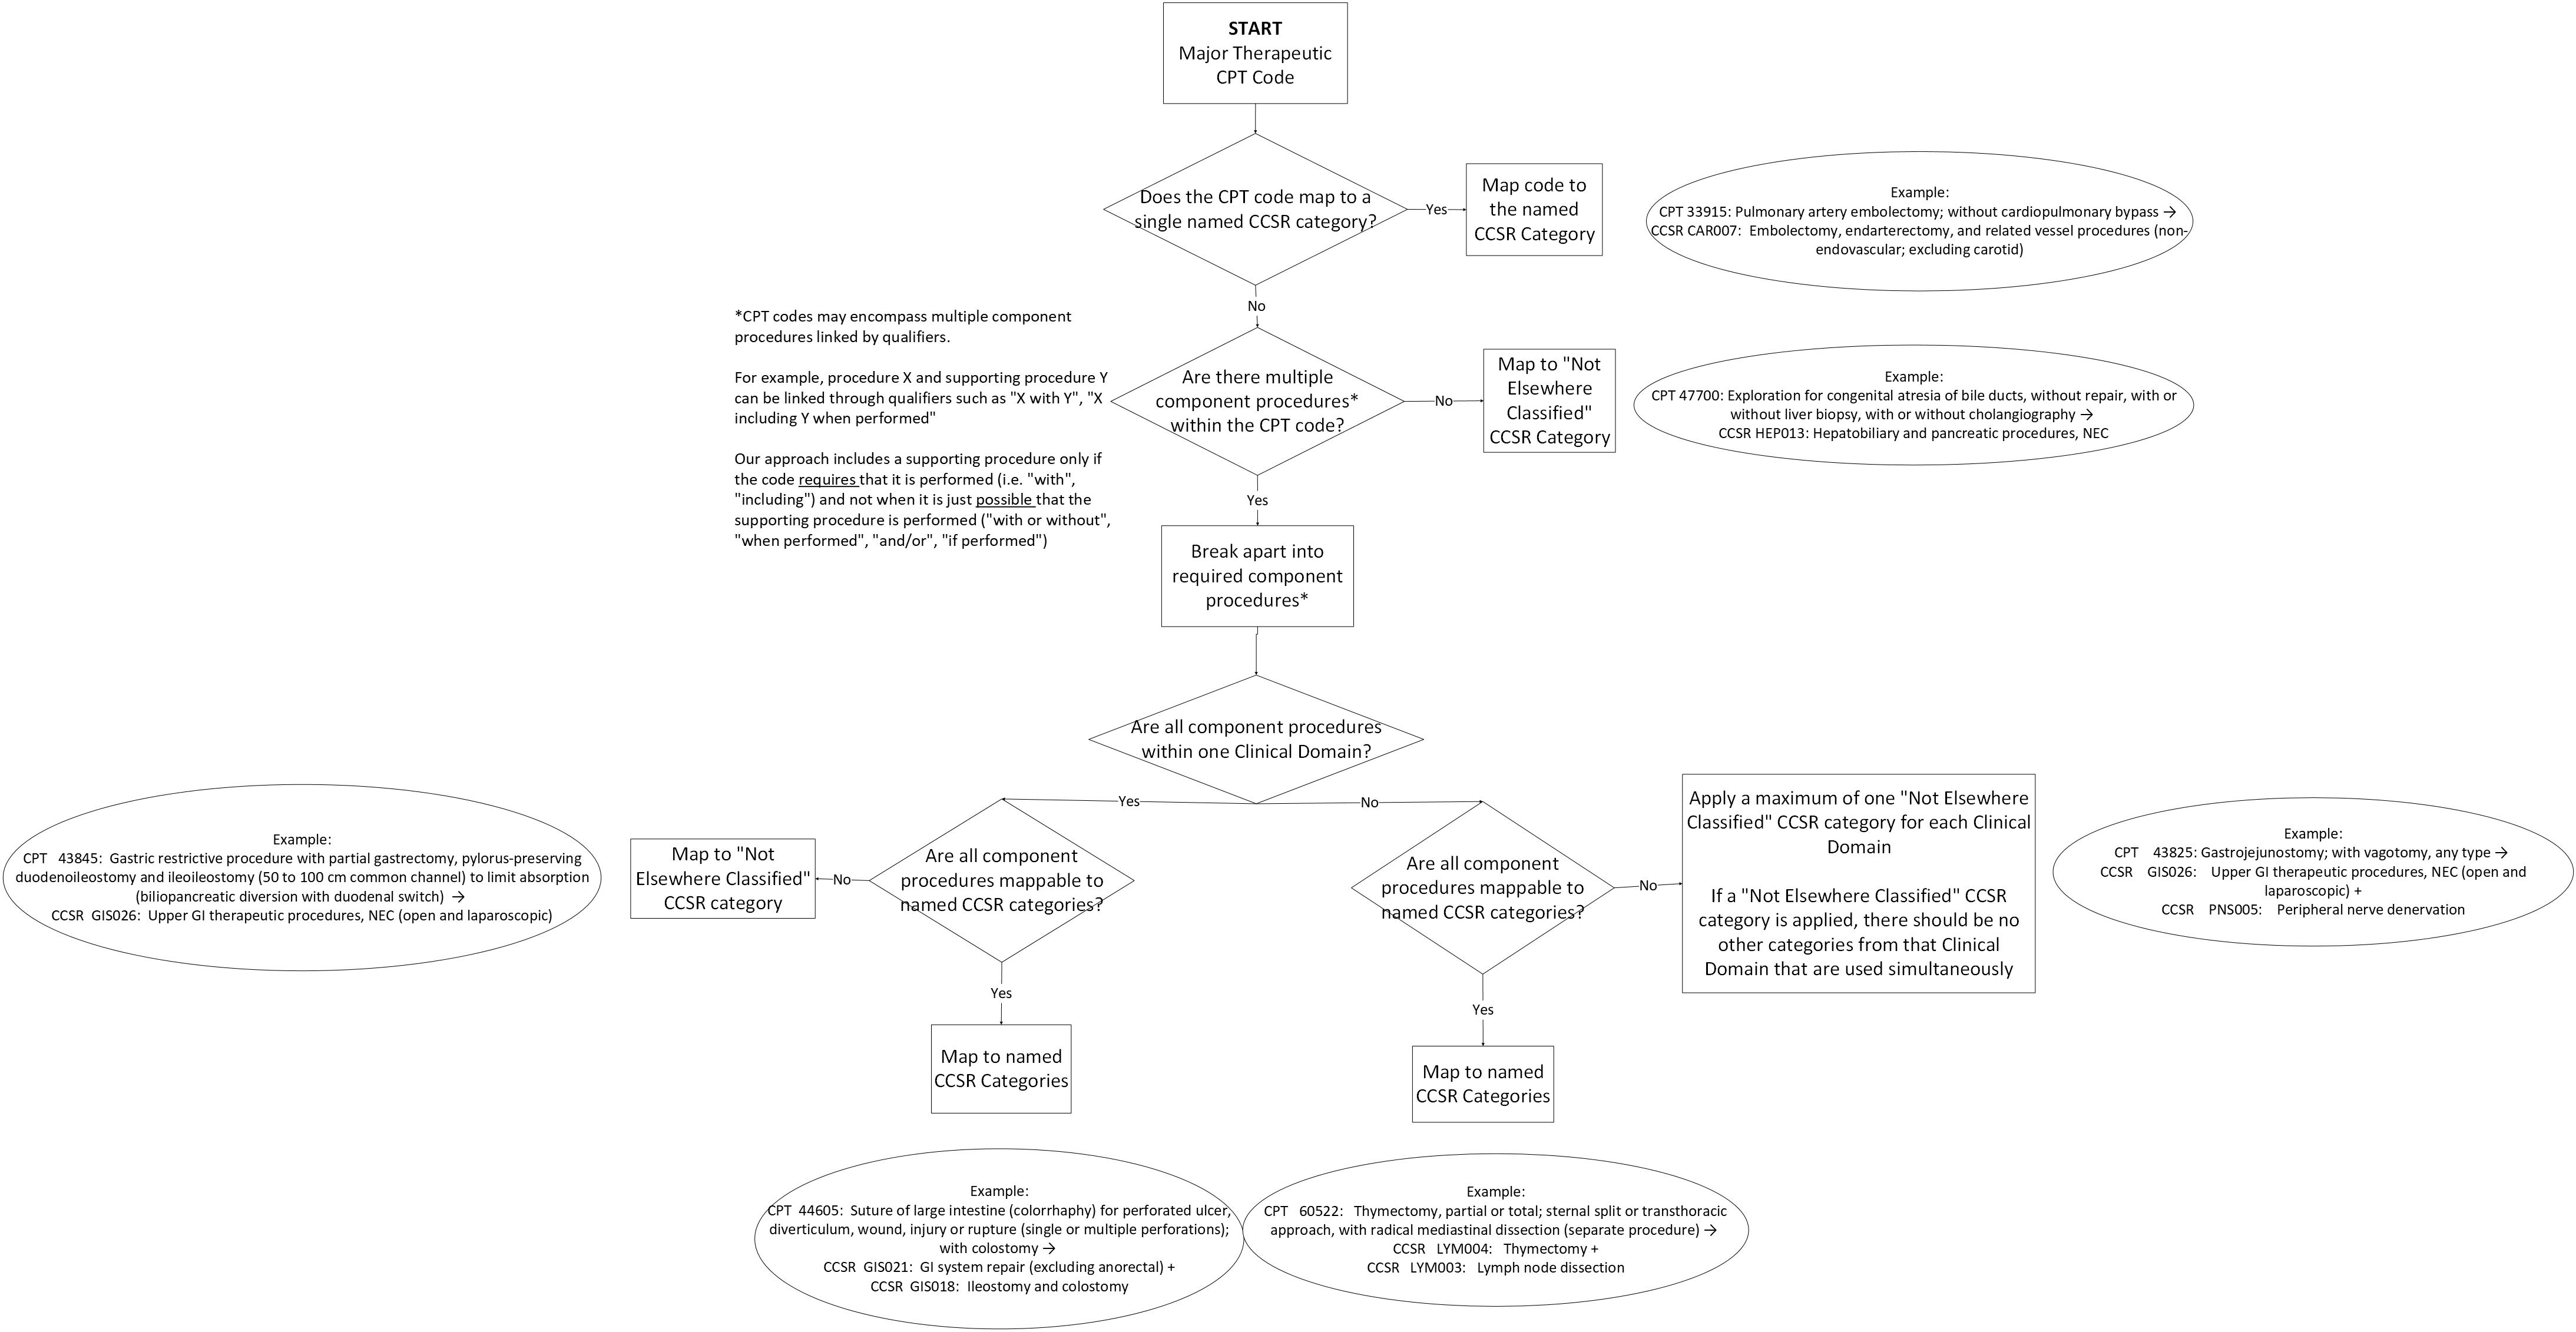 START
Major Therapeutic
CPT Code
Does the CPT code map to a
single named CCSR category?
Yes
Map code to
the named
CCSR Category
Example:
CPT 33915: Pulmonary artery embolectomy; without cardiopulmonary bypass →
CCSR CAR007: Embolectomy, endarterectomy, and related vessel procedures (non-
endovascular; excluding carotid)
No
*CPT codes may encompass multiple component
procedures linked by qualifiers.
For example, procedure X and supporting procedure Y
can be linked through qualifiers such as "X with Y", "X
including Y when performed"
Our approach includes a supporting procedure only if
the code requires that it is performed (i.e. "with",
"including") and not when it is just possible that the
supporting procedure is performed ("with or without",
"when performed", "and/or", "if performed")
Are there multiple
component procedures*
within the CPT code?
No
Map to "Not
Elsewhere
Classified"
CCSR Category
Example:
CPT 47700: Exploration for congenital atresia of bile ducts, without repair, with or
without liver biopsy, with or without cholangiography →
CCSR HEP013: Hepatobiliary and pancreatic procedures, NEC
Yes
Break apart into
required component
procedures*
Are all component procedures
within one Clinical Domain?
Yes
No
Example:
CPT 43845: Gastric restrictive procedure with partial gastrectomy, pylorus-preserving
duodenoileostomy and ileoileostomy (50 to 100 cm common channel) to limit absorption
(biliopancreatic diversion with duodenal switch) →
CCSR GIS026: Upper GI therapeutic procedures, NEC (open and laparoscopic)
Map to "Not
Elsewhere Classified"
CCSR category
No
Are all component
procedures mappable to
named CCSR categories?
Are all component
procedures mappable to
named CCSR categories?
No
Apply a maximum of one "Not Elsewhere
Classified" CCSR category for each Clinical
Domain
If a "Not Elsewhere Classified" CCSR
category is applied, there should be no
other categories from that Clinical
Domain that are used simultaneously
Example:
CPT 43825: Gastrojejunostomy; with vagotomy, any type →
CCSR GIS026: Upper GI therapeutic procedures, NEC (open and
laparoscopic) +
CCSR PNS005: Peripheral nerve denervation
Yes
Yes
Map to named
CCSR Categories
Map to named
CCSR Categories
Example:
CPT 44605: Suture of large intestine (colorrhaphy) for perforated ulcer,
diverticulum, wound, injury or rupture (single or multiple perforations);
with colostomy →
CCSR GIS021: GI system repair (excluding anorectal) +
CCSR GIS018: Ileostomy and colostomy
Example:
CPT 60522: Thymectomy, partial or total; sternal split or transthoracic
approach, with radical mediastinal dissection (separate procedure) →
CCSR LYM004: Thymectomy +
CCSR LYM003: Lymph node dissection